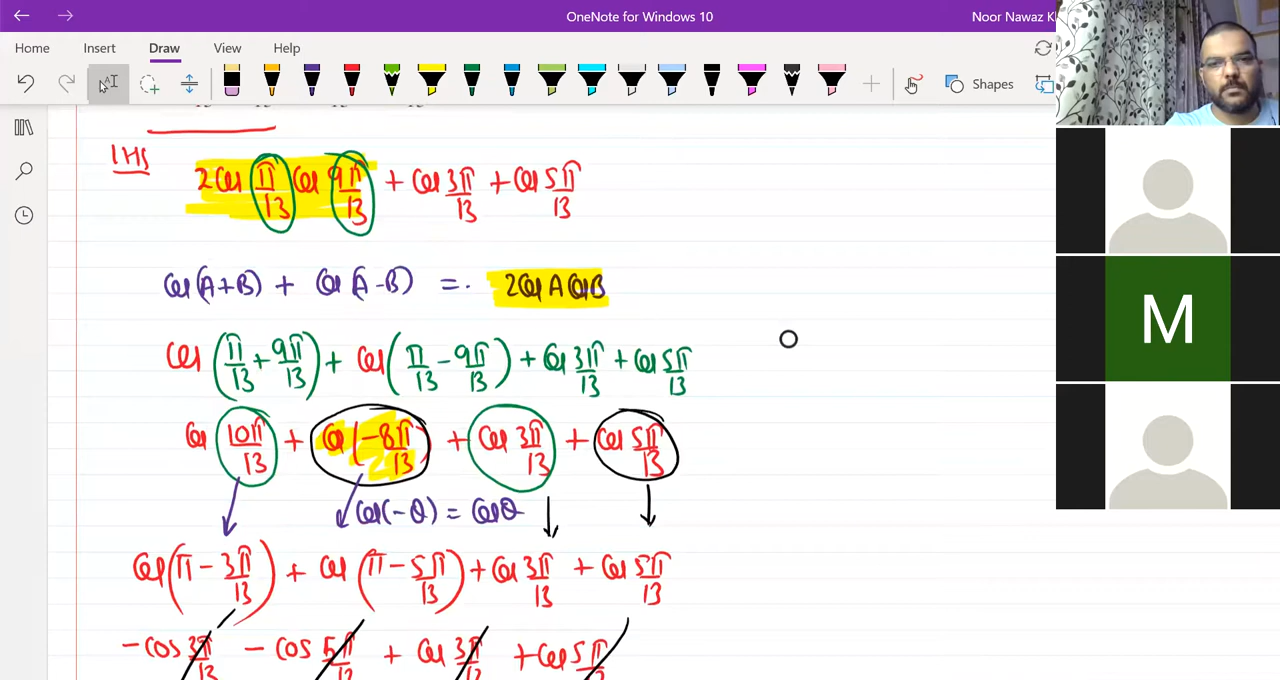 OneNote for Windows 10
Noor Nawaz K
Home Insert Draw View Help
Shapes
LHS
2Cos π/13 Cos 9π/13 + Cos 3π/13 + Cos 5π/13
Cos(A+B) + Cos(A-B) = 2CosA CosB
Cos (π/13 + 9π/13) + Cos (π/13 - 9π/13) + Cos 3π/13 + Cos 5π/13
Cos 10π/13 + Cos (-8π/13) + Cos 3π/13 + Cos 5π/13
Cos(-θ) = Cosθ
Cos (π - 3π/13) + Cos (π - 5π/13) + Cos 3π/13 + Cos 5π/13
- cos 3π/13 - cos 5π/13 + Cos 3π/13 + Cos 5π/13
M